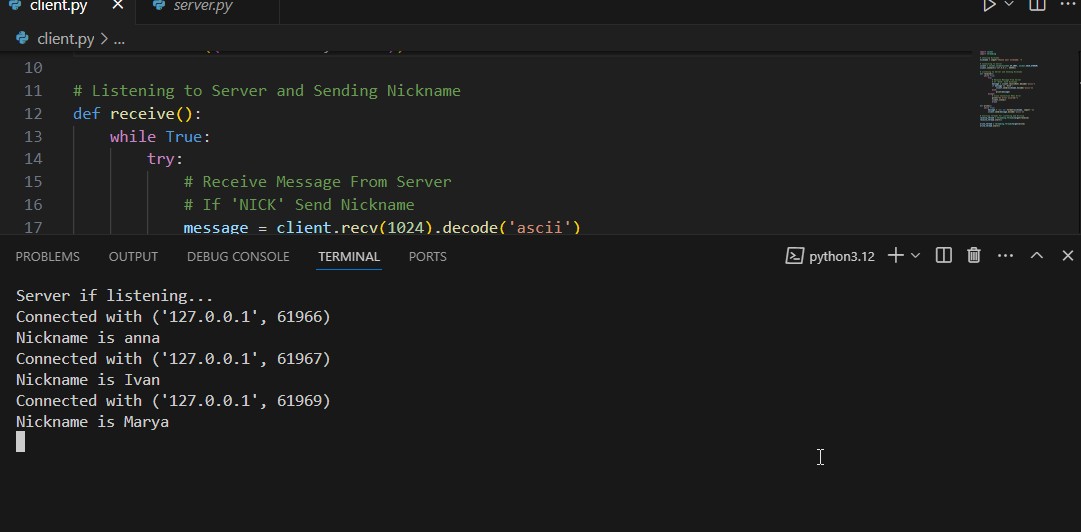 client.py server.py
client.py > ...
10
11 # Listening to Server and Sending Nickname
12 def receive():
13 while True:
14 try:
15 # Receive Message From Server
16 # If 'NICK' Send Nickname
17 message = client.recv(1024).decode('ascii')
PROBLEMS OUTPUT DEBUG CONSOLE TERMINAL PORTS python3.12
Server if listening...
Connected with ('127.0.0.1', 61966)
Nickname is anna
Connected with ('127.0.0.1', 61967)
Nickname is Ivan
Connected with ('127.0.0.1', 61969)
Nickname is Marya